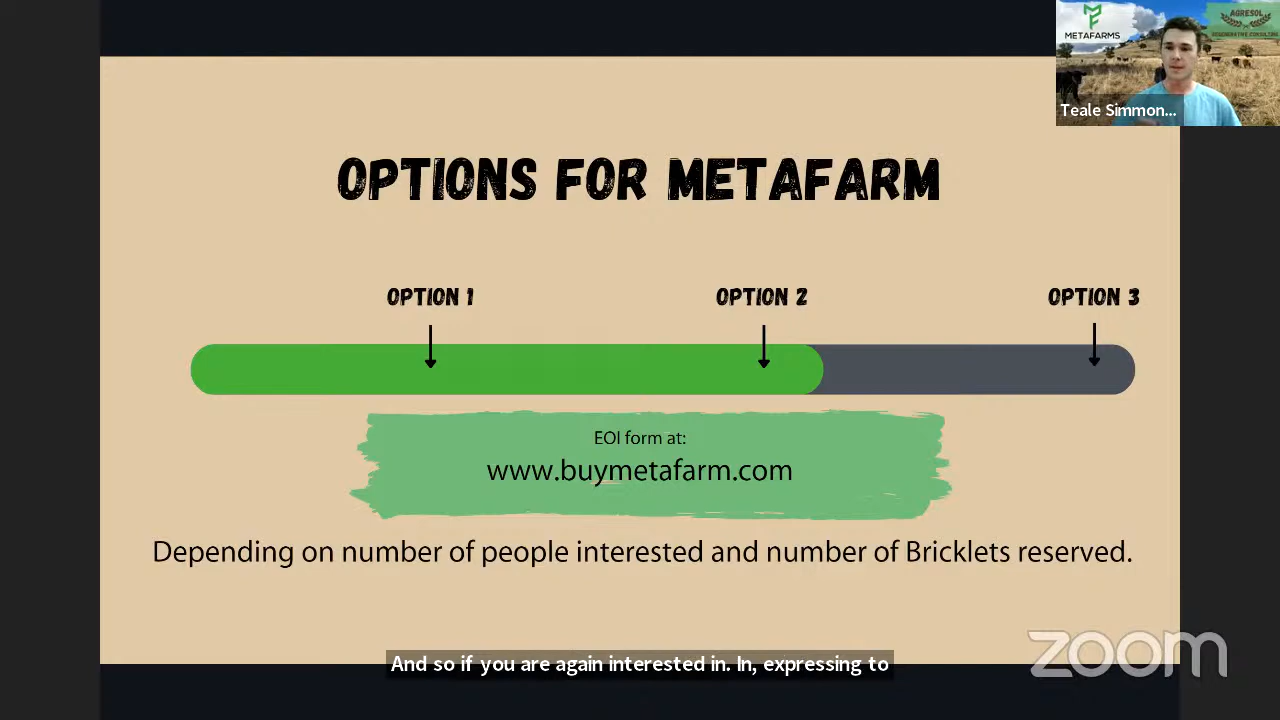 METAFARMS
AGRESOL
REGENERATIVE CONSULTING
Teale Simmon...
OPTIONS FOR METAFARM
OPTION 1
OPTION 2
OPTION 3
EOI form at:
www.buymetafarm.com
Depending on number of people interested and number of Bricklets reserved.
zoom
And so if you are again interested in. In, expressing to